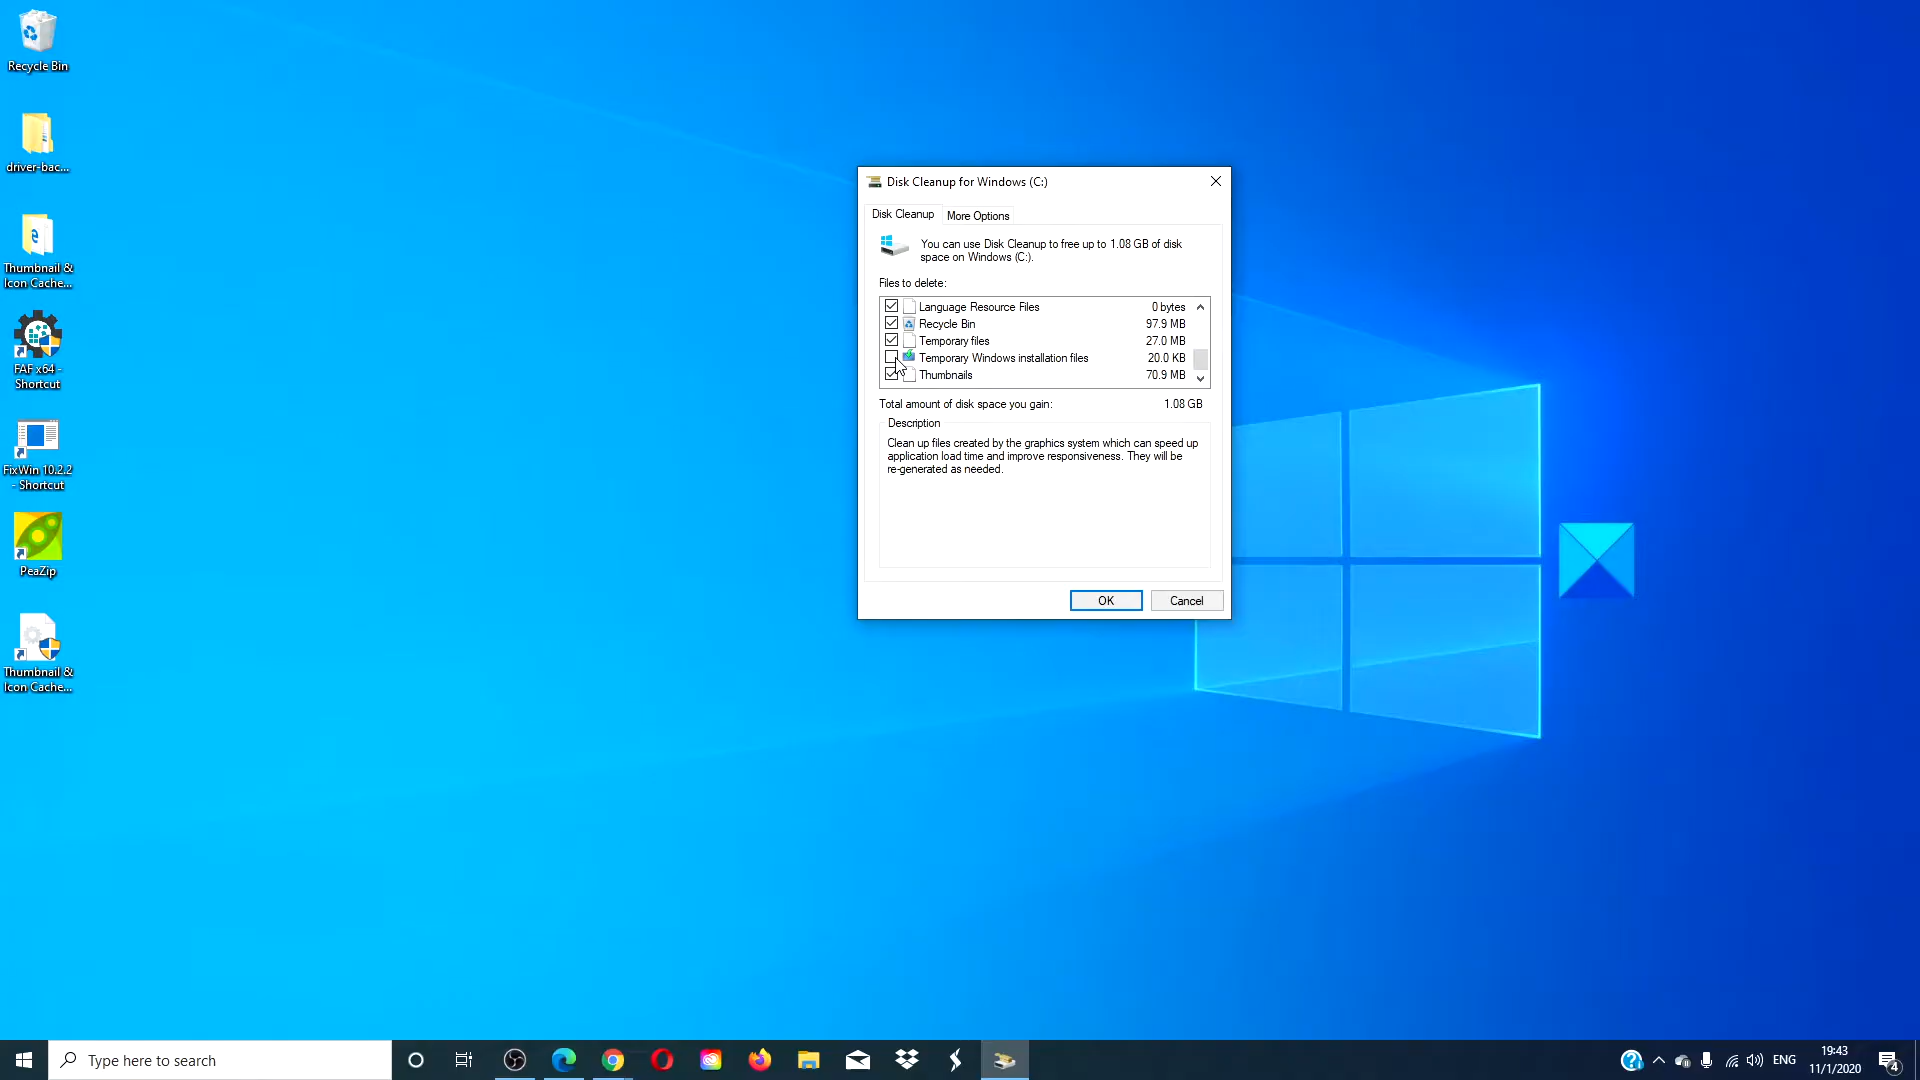 Recycle Bin
driver-bac...
Thumbnail &
Icon Cache...
FAF x64 -
Shortcut
FixWin 10.2.2
- Shortcut
PeaZip
Thumbnail &
Icon Cache...
Disk Cleanup for Windows (C:)
Disk Cleanup
More Options
You can use Disk Cleanup to free up to 1.08 GB of disk
space on Windows (C:).
Files to delete:
Language Resource Files 0 bytes
Recycle Bin 97.9 MB
Temporary files 27.0 MB
Temporary Windows installation files 20.0 KB
Thumbnails 70.9 MB
Total amount of disk space you gain: 1.08 GB
Description
Clean up files created by the graphics system which can speed up
application load time and improve responsiveness. They will be
re-generated as needed.
OK
Cancel
Type here to search
ENG
19:43
11/1/2020
4